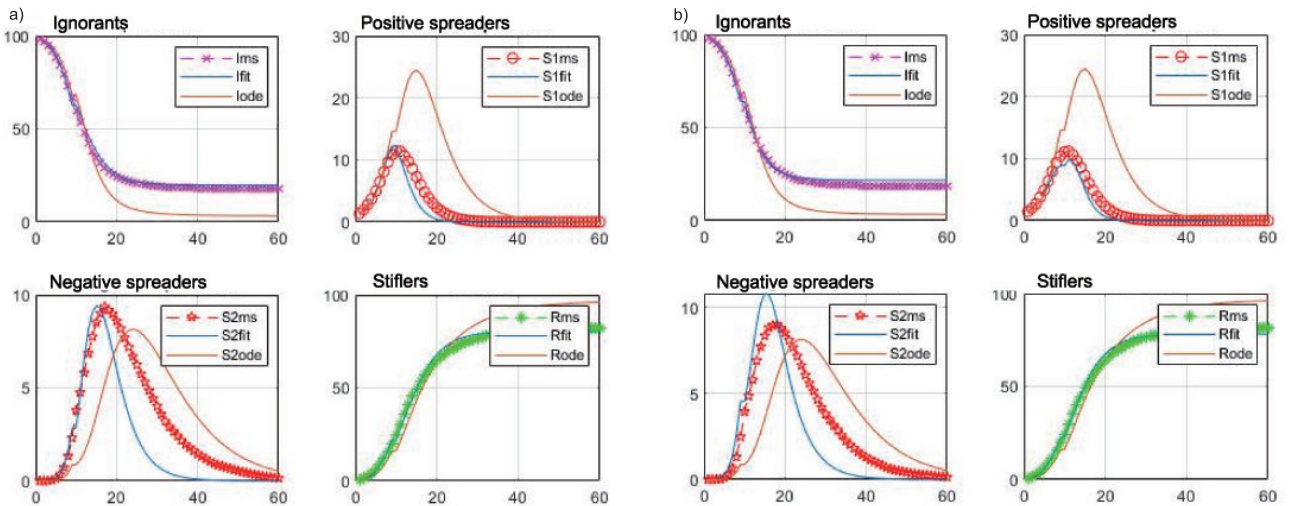 a)
Ignorants
100
50
0
0 20 40 60
Ims
Ifit
Iode
Positive spreaders
30
20
10
0
0 20 40 60
S1ms
S1fit
S1ode
Negative spreaders
10
5
0
0 20 40 60
S2ms
S2fit
S2ode
Stiflers
100
50
0
0 20 40 60
Rms
Rfit
Rode
b)
Ignorants
100
50
0
0 20 40 60
Ims
Ifit
Iode
Positive spreaders
30
20
10
0
0 20 40 60
S1ms
S1fit
S1ode
Negative spreaders
10
5
0
0 20 40 60
S2ms
S2fit
S2ode
Stiflers
100
50
0
0 20 40 60
Rms
Rfit
Rode